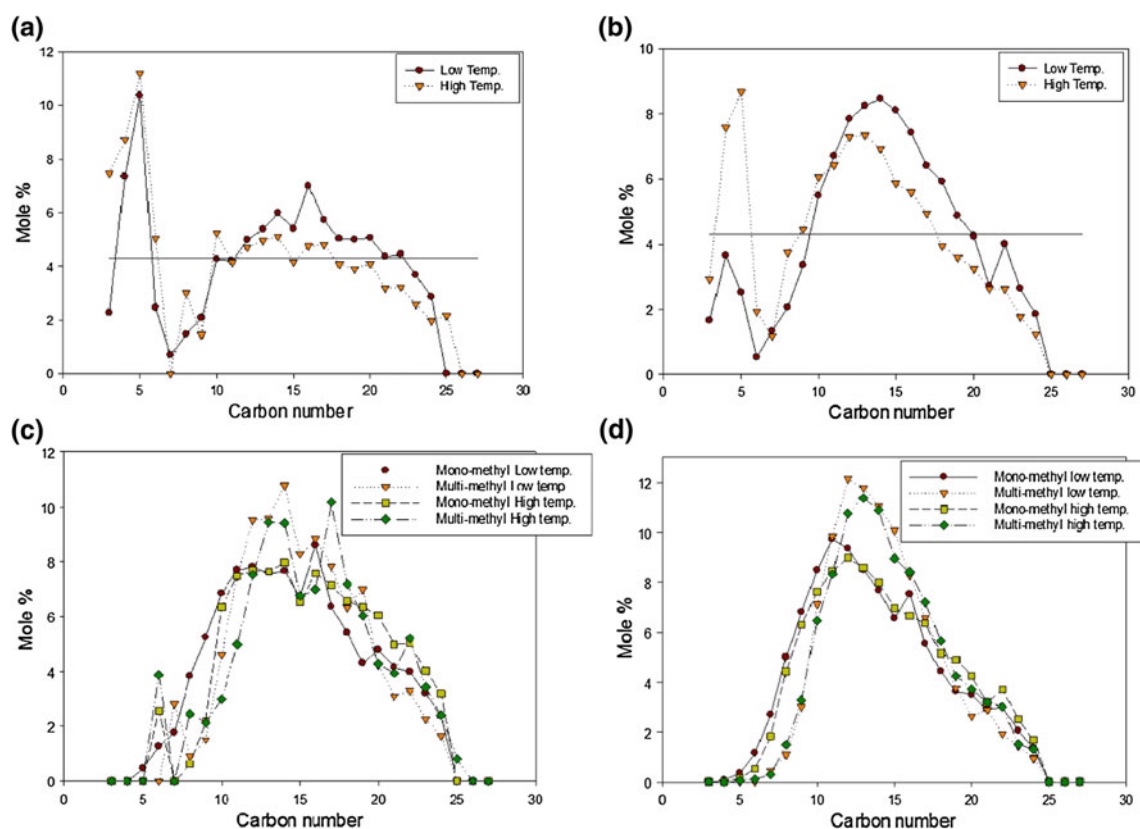 (a)
12
10
8
6
4
2
0
Mole %
0 5 10 15 20 25 30
Carbon number
Low Temp.
High Temp.
(b)
10
8
6
4
2
0
Mole %
0 5 10 15 20 25 30
Carbon number
Low Temp.
High Temp.
(c)
12
10
8
6
4
2
0
Mole %
0 5 10 15 20 25 30
Carbon number
Mono-methyl Low temp.
Multi-methyl Low temp
Mono-methyl High temp.
Multi-methyl High temp.
(d)
12
10
8
6
4
2
0
Mole %
0 5 10 15 20 25 30
Carbon number
Mono-methyl low temp.
Multi-methyl low temp.
Mono-methyl high temp.
Multi-methyl high temp.